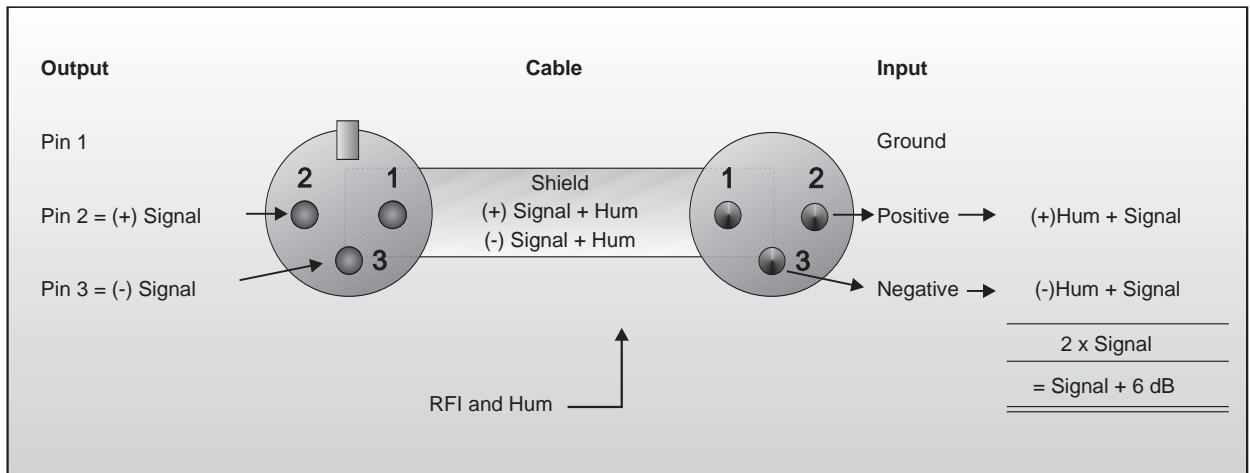 Output
Cable
Input
Pin 1
Ground
2 1
Shield
1 2
Pin 2 = (+) Signal
(+) Signal + Hum
Positive
(+)Hum + Signal
(-) Signal + Hum
3
3
Pin 3 = (-) Signal
Negative
(-)Hum + Signal
2 x Signal
= Signal + 6 dB
RFI and Hum